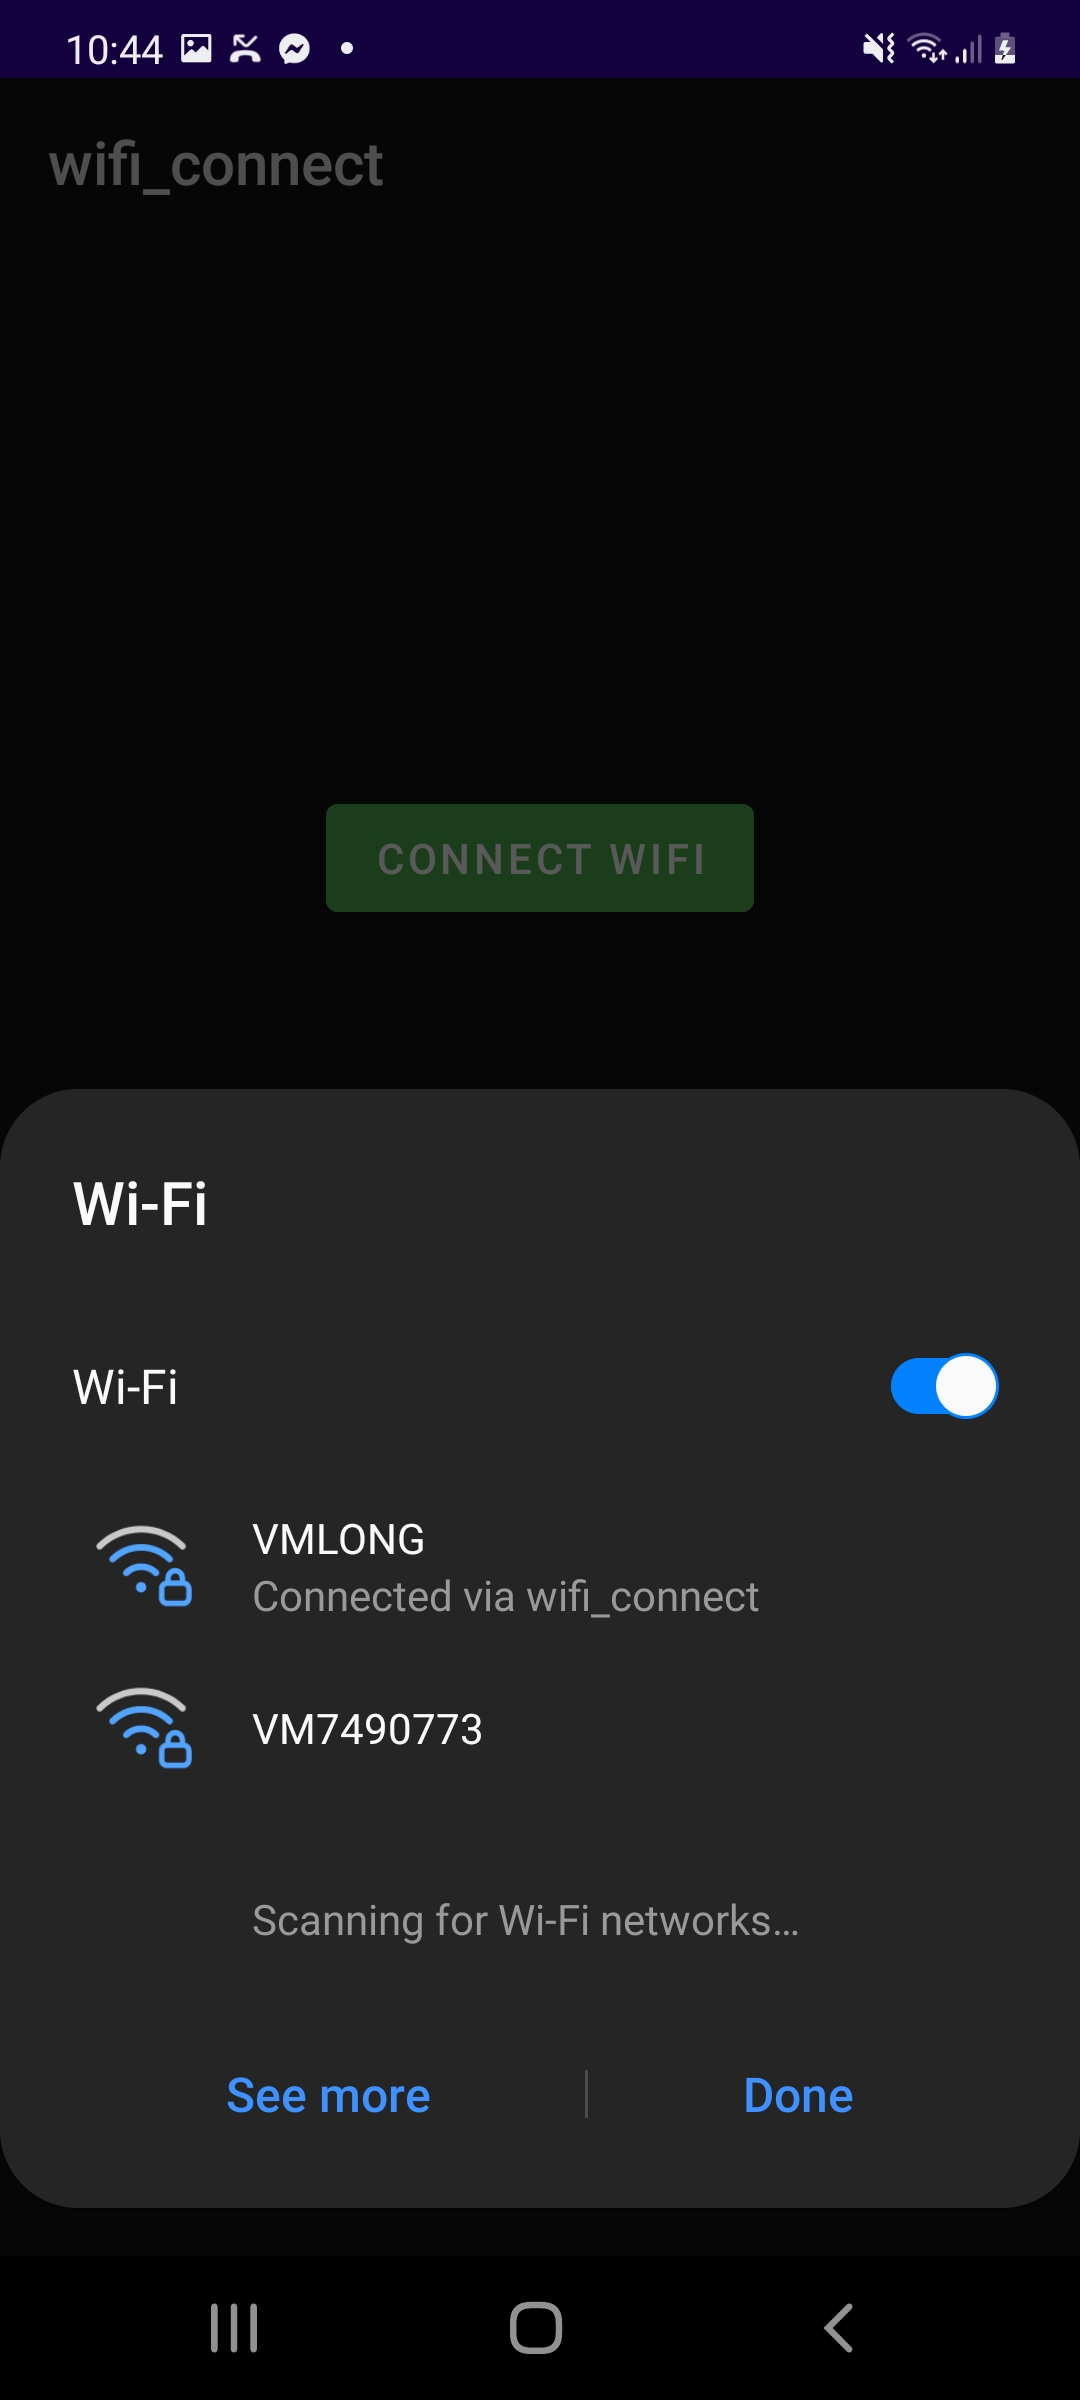 10:44
wifi_connect
CONNECT WIFI
Wi-Fi
Wi-Fi
VMLONG
Connected via wifi_connect
VM7490773
Scanning for Wi-Fi networks...
See more
Done